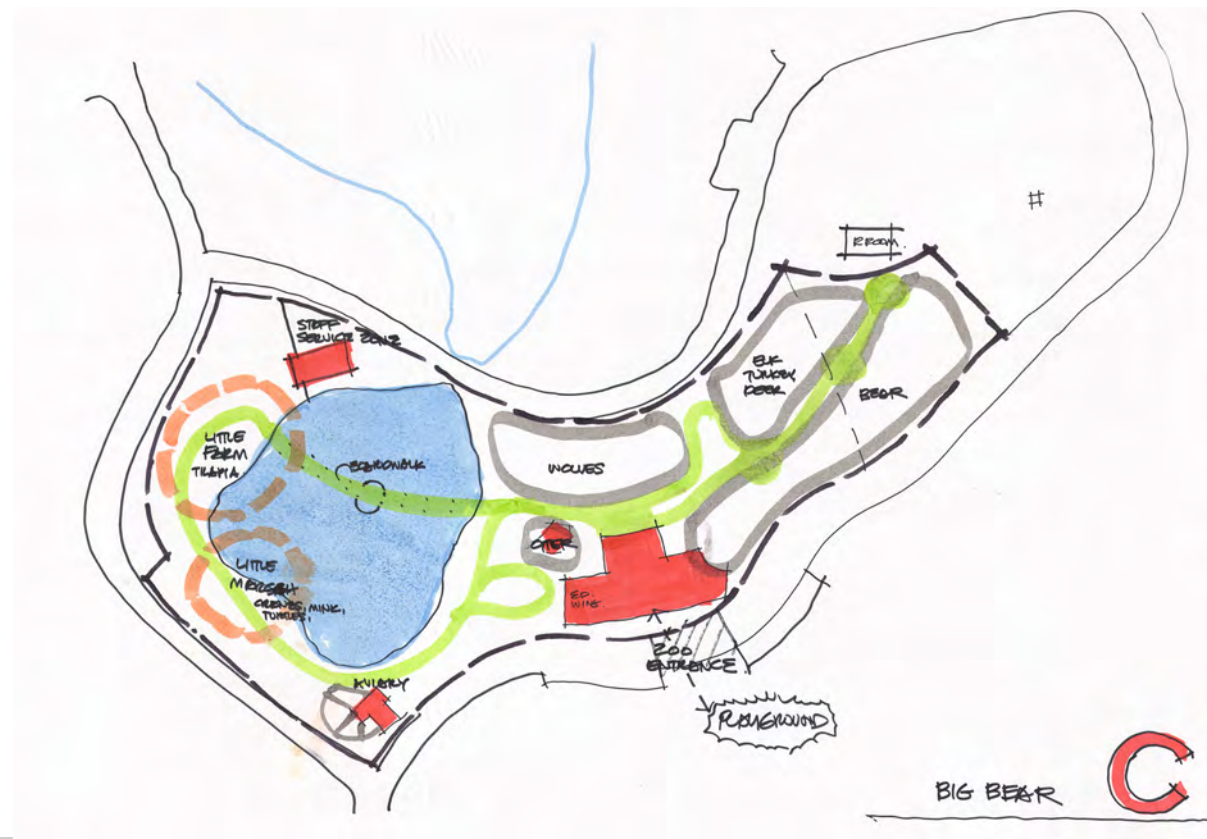 R ROOM.
STAFF
SERVICE ZONE
ELK
TURKEY
DEER
BEAR
LITTLE
FARM
TILAPIA
BOARDWALK
WOLVES
OTER
LITTLE
MARSH
CRANES, MINK,
TURTLES,
ED.
WING.
ZOO
ENTRANCE
AVIARY
PLAYGROUND
BIG BEAR
C